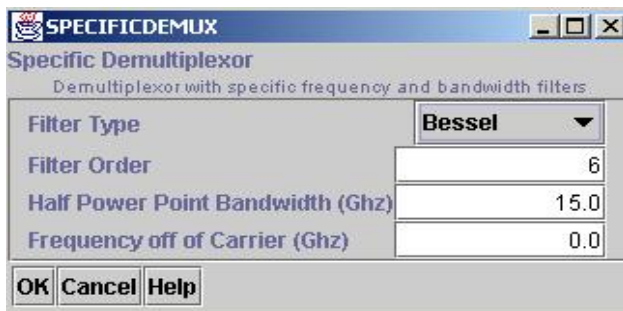 SPECIFICDEMUX
Specific Demultiplexor
Demultiplexor with specific frequency and bandwidth filters
Filter Type Bessel
Filter Order 6
Half Power Point Bandwidth (Ghz) 15.0
Frequency off of Carrier (Ghz) 0.0
OK Cancel Help